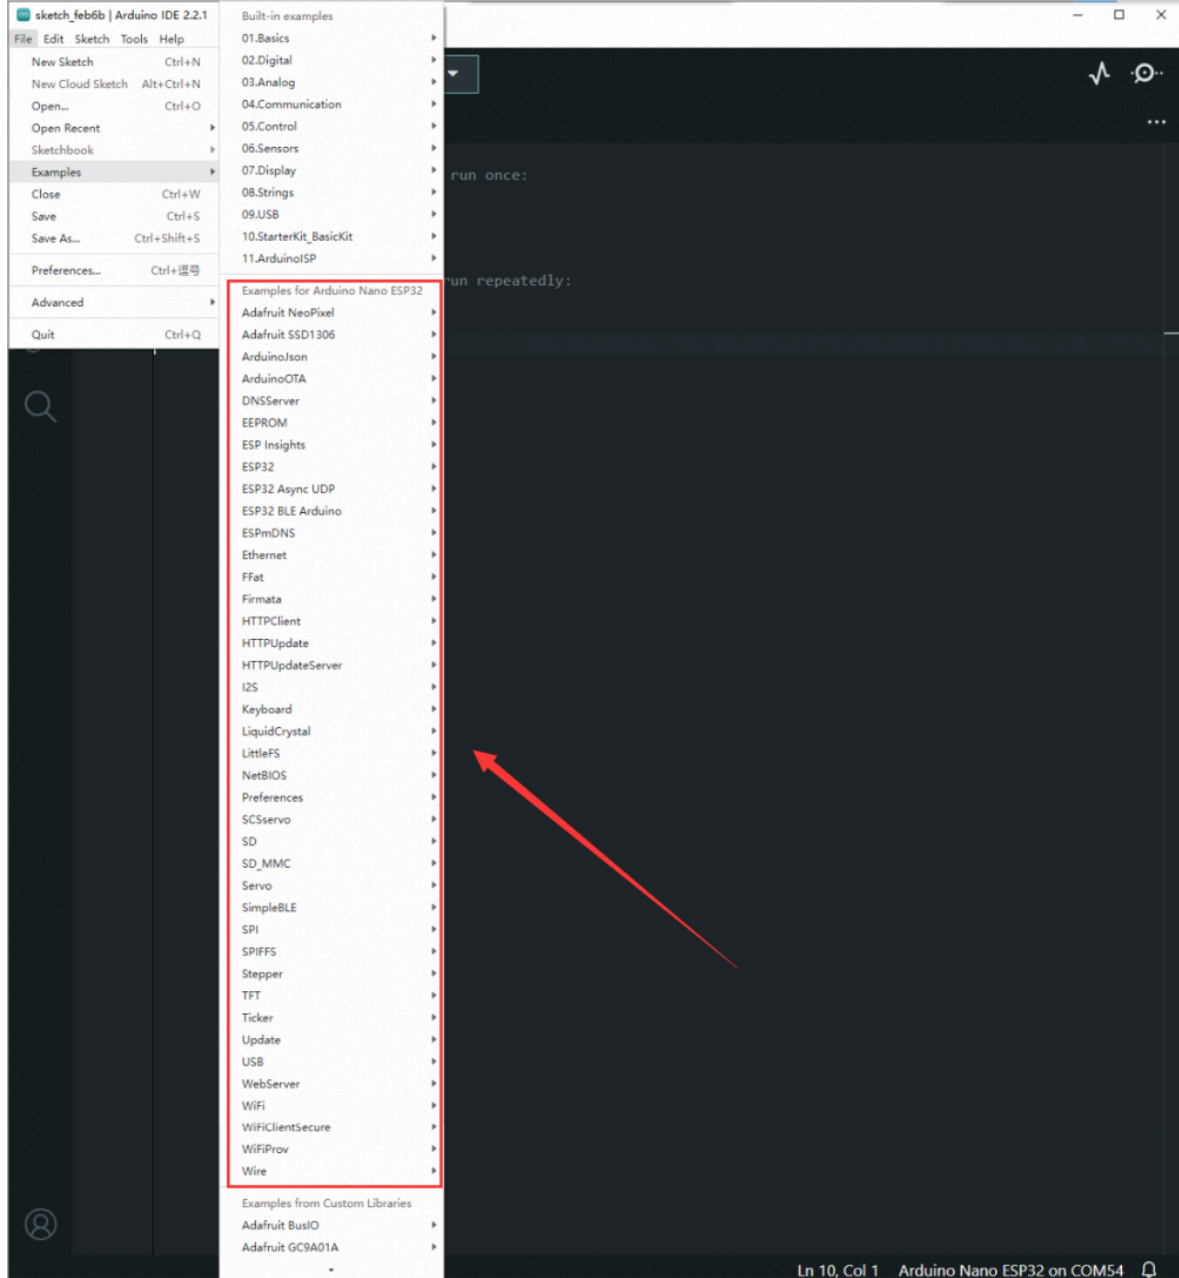 sketch_feb6b | Arduino IDE 2.2.1
File Edit Sketch Tools Help
New Sketch Ctrl+N
New Cloud Sketch Alt+Ctrl+N
Open... Ctrl+O
Open Recent
Sketchbook
Examples
Close Ctrl+W
Save Ctrl+S
Save As... Ctrl+Shift+S
Preferences... Ctrl+逗号
Advanced
Quit Ctrl+Q
Built-in examples
01.Basics
02.Digital
03.Analog
04.Communication
05.Control
06.Sensors
07.Display
08.Strings
09.USB
10.StarterKit_BasicKit
11.ArduinoISP
Examples for Arduino Nano ESP32
Adafruit NeoPixel
Adafruit SSD1306
ArduinoJson
ArduinoOTA
DNSServer
EEPROM
ESP Insights
ESP32
ESP32 Async UDP
ESP32 BLE Arduino
ESPmDNS
Ethernet
FFat
Firmata
HTTPClient
HTTPUpdate
HTTPUpdateServer
I2S
Keyboard
LiquidCrystal
LittleFS
NetBIOS
Preferences
SCSservo
SD
SD_MMC
Servo
SimpleBLE
SPI
SPIFFS
Stepper
TFT
Ticker
Update
USB
WebServer
WiFi
WiFiClientSecure
WiFiProv
Wire
Examples from Custom Libraries
Adafruit BusIO
Adafruit GC9A01A
run once:
run repeatedly:
Ln 10, Col 1 Arduino Nano ESP32 on COM54